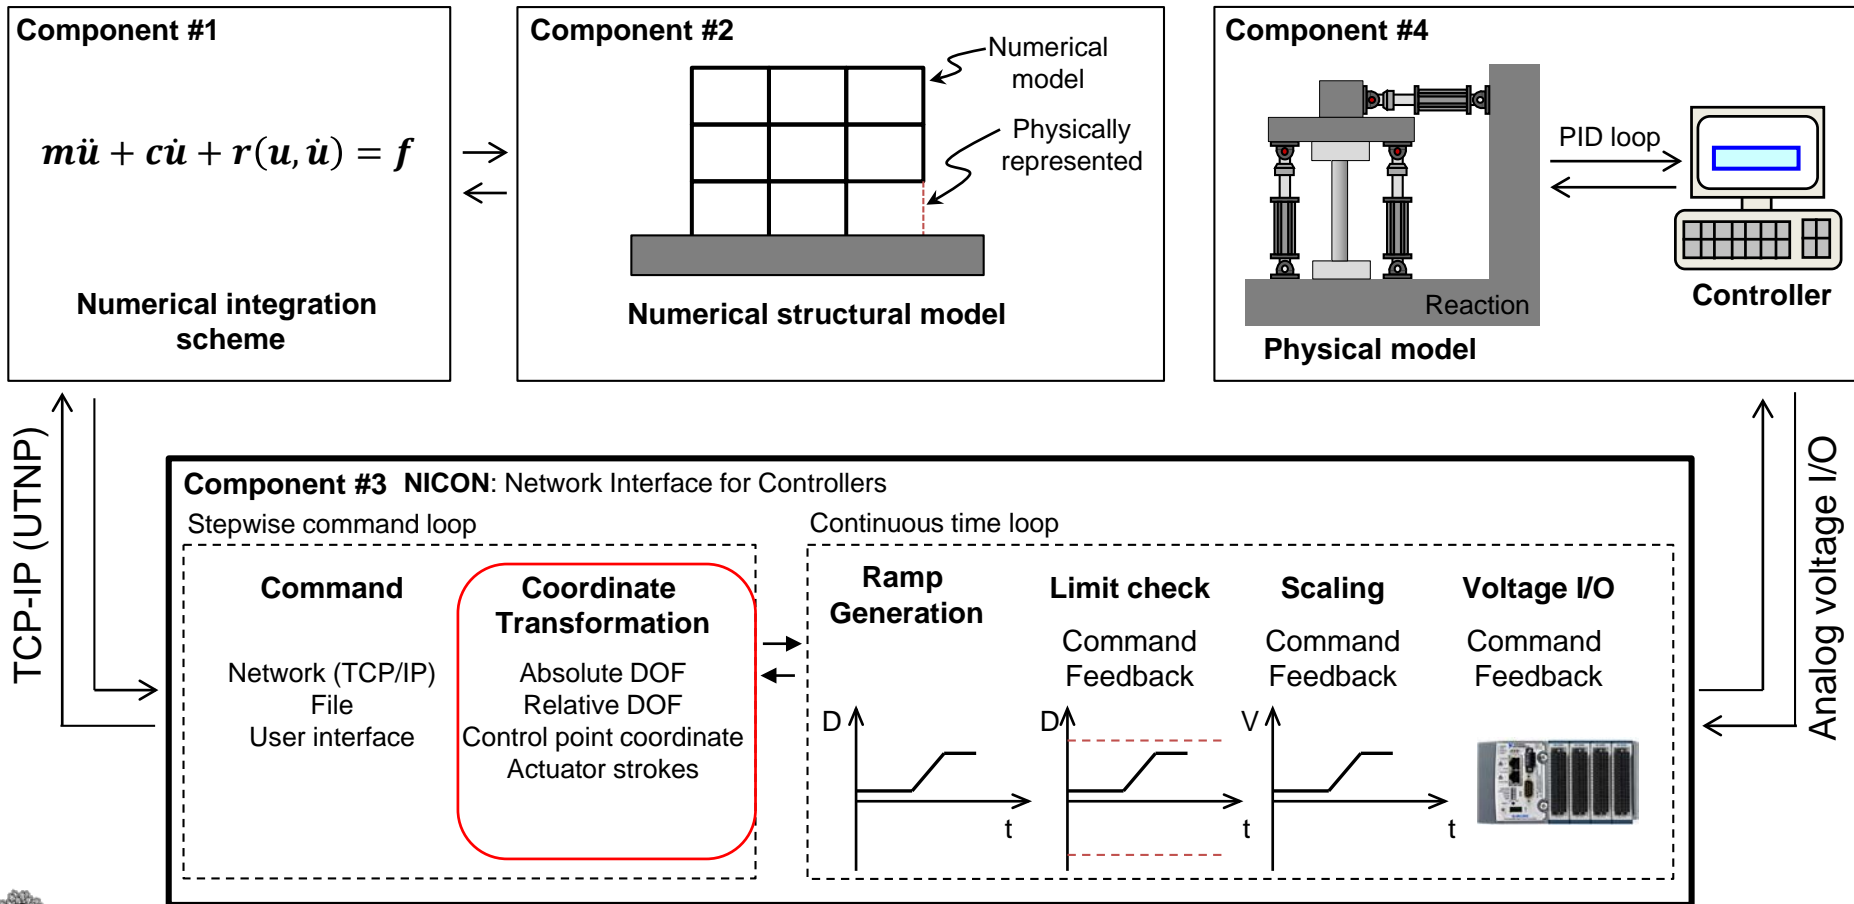 Component #1
mü + cu̇ + r(u, u̇) = f
Numerical integration
scheme
Component #2
Numerical
model
Physically
represented
Numerical structural model
Component #4
PID loop
Reaction
Controller
Physical model
TCP-IP (UTNP)
Analog voltage I/O
Component #3 NICON: Network Interface for Controllers
Stepwise command loop
Command
Network (TCP/IP)
File
User interface
Coordinate
Transformation
Absolute DOF
Relative DOF
Control point coordinate
Actuator strokes
Continuous time loop
Ramp
Generation
D
t
Limit check
Command
Feedback
D
t
Scaling
Command
Feedback
V
t
Voltage I/O
Command
Feedback